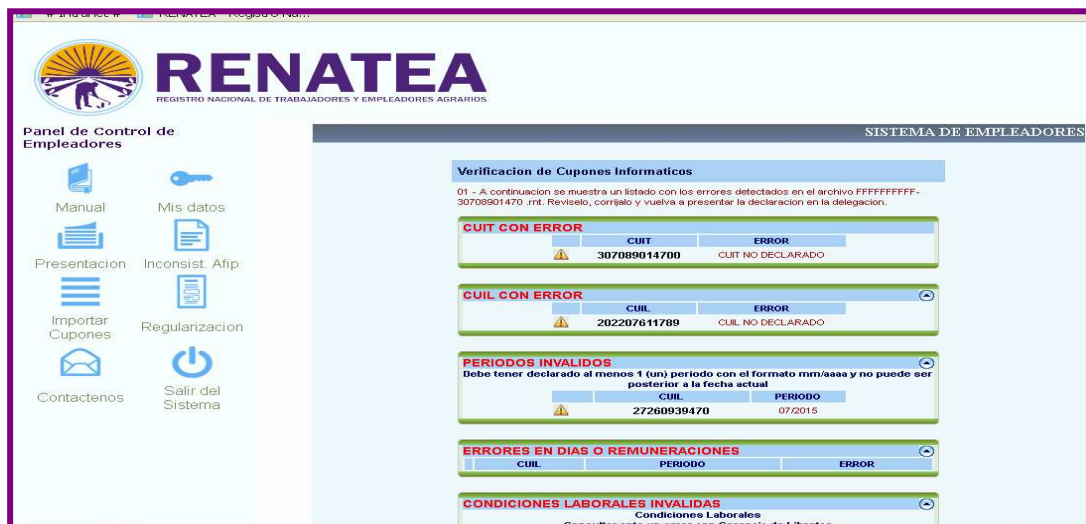 RENATEA
REGISTRO NACIONAL DE TRABAJADORES Y EMPLEADORES AGRARIOS
Panel de Control de
Empleadores
Manual
Mis datos
Presentacion
Inconsist. Afip
Importar
Cupones
Regularizacion
Contactenos
Salir del
Sistema
SISTEMA DE EMPLEADORES
Verificacion de Cupones Informaticos
01 - A continuacion se muestra un listado con los errores detectados en el archivo FFFFFFFFFF-
30708901470 .rnt. Reviselo, corrijalo y vuelva a presentar la declaracion en la delegacion.
CUIT CON ERROR
CUIT ERROR
307089014700 CUIT NO DECLARADO
CUIL CON ERROR
CUIL ERROR
202207611789 CUIL NO DECLARADO
PERIODOS INVALIDOS
Debe tener declarado al menos 1 (un) periodo con el formato mm/aaaa y no puede ser
posterior a la fecha actual
CUIL PERIODO
27260939470 07/2015
ERRORES EN DIAS O REMUNERACIONES
CUIL PERIODO ERROR
CONDICIONES LABORALES INVALIDAS
Condiciones Laborales